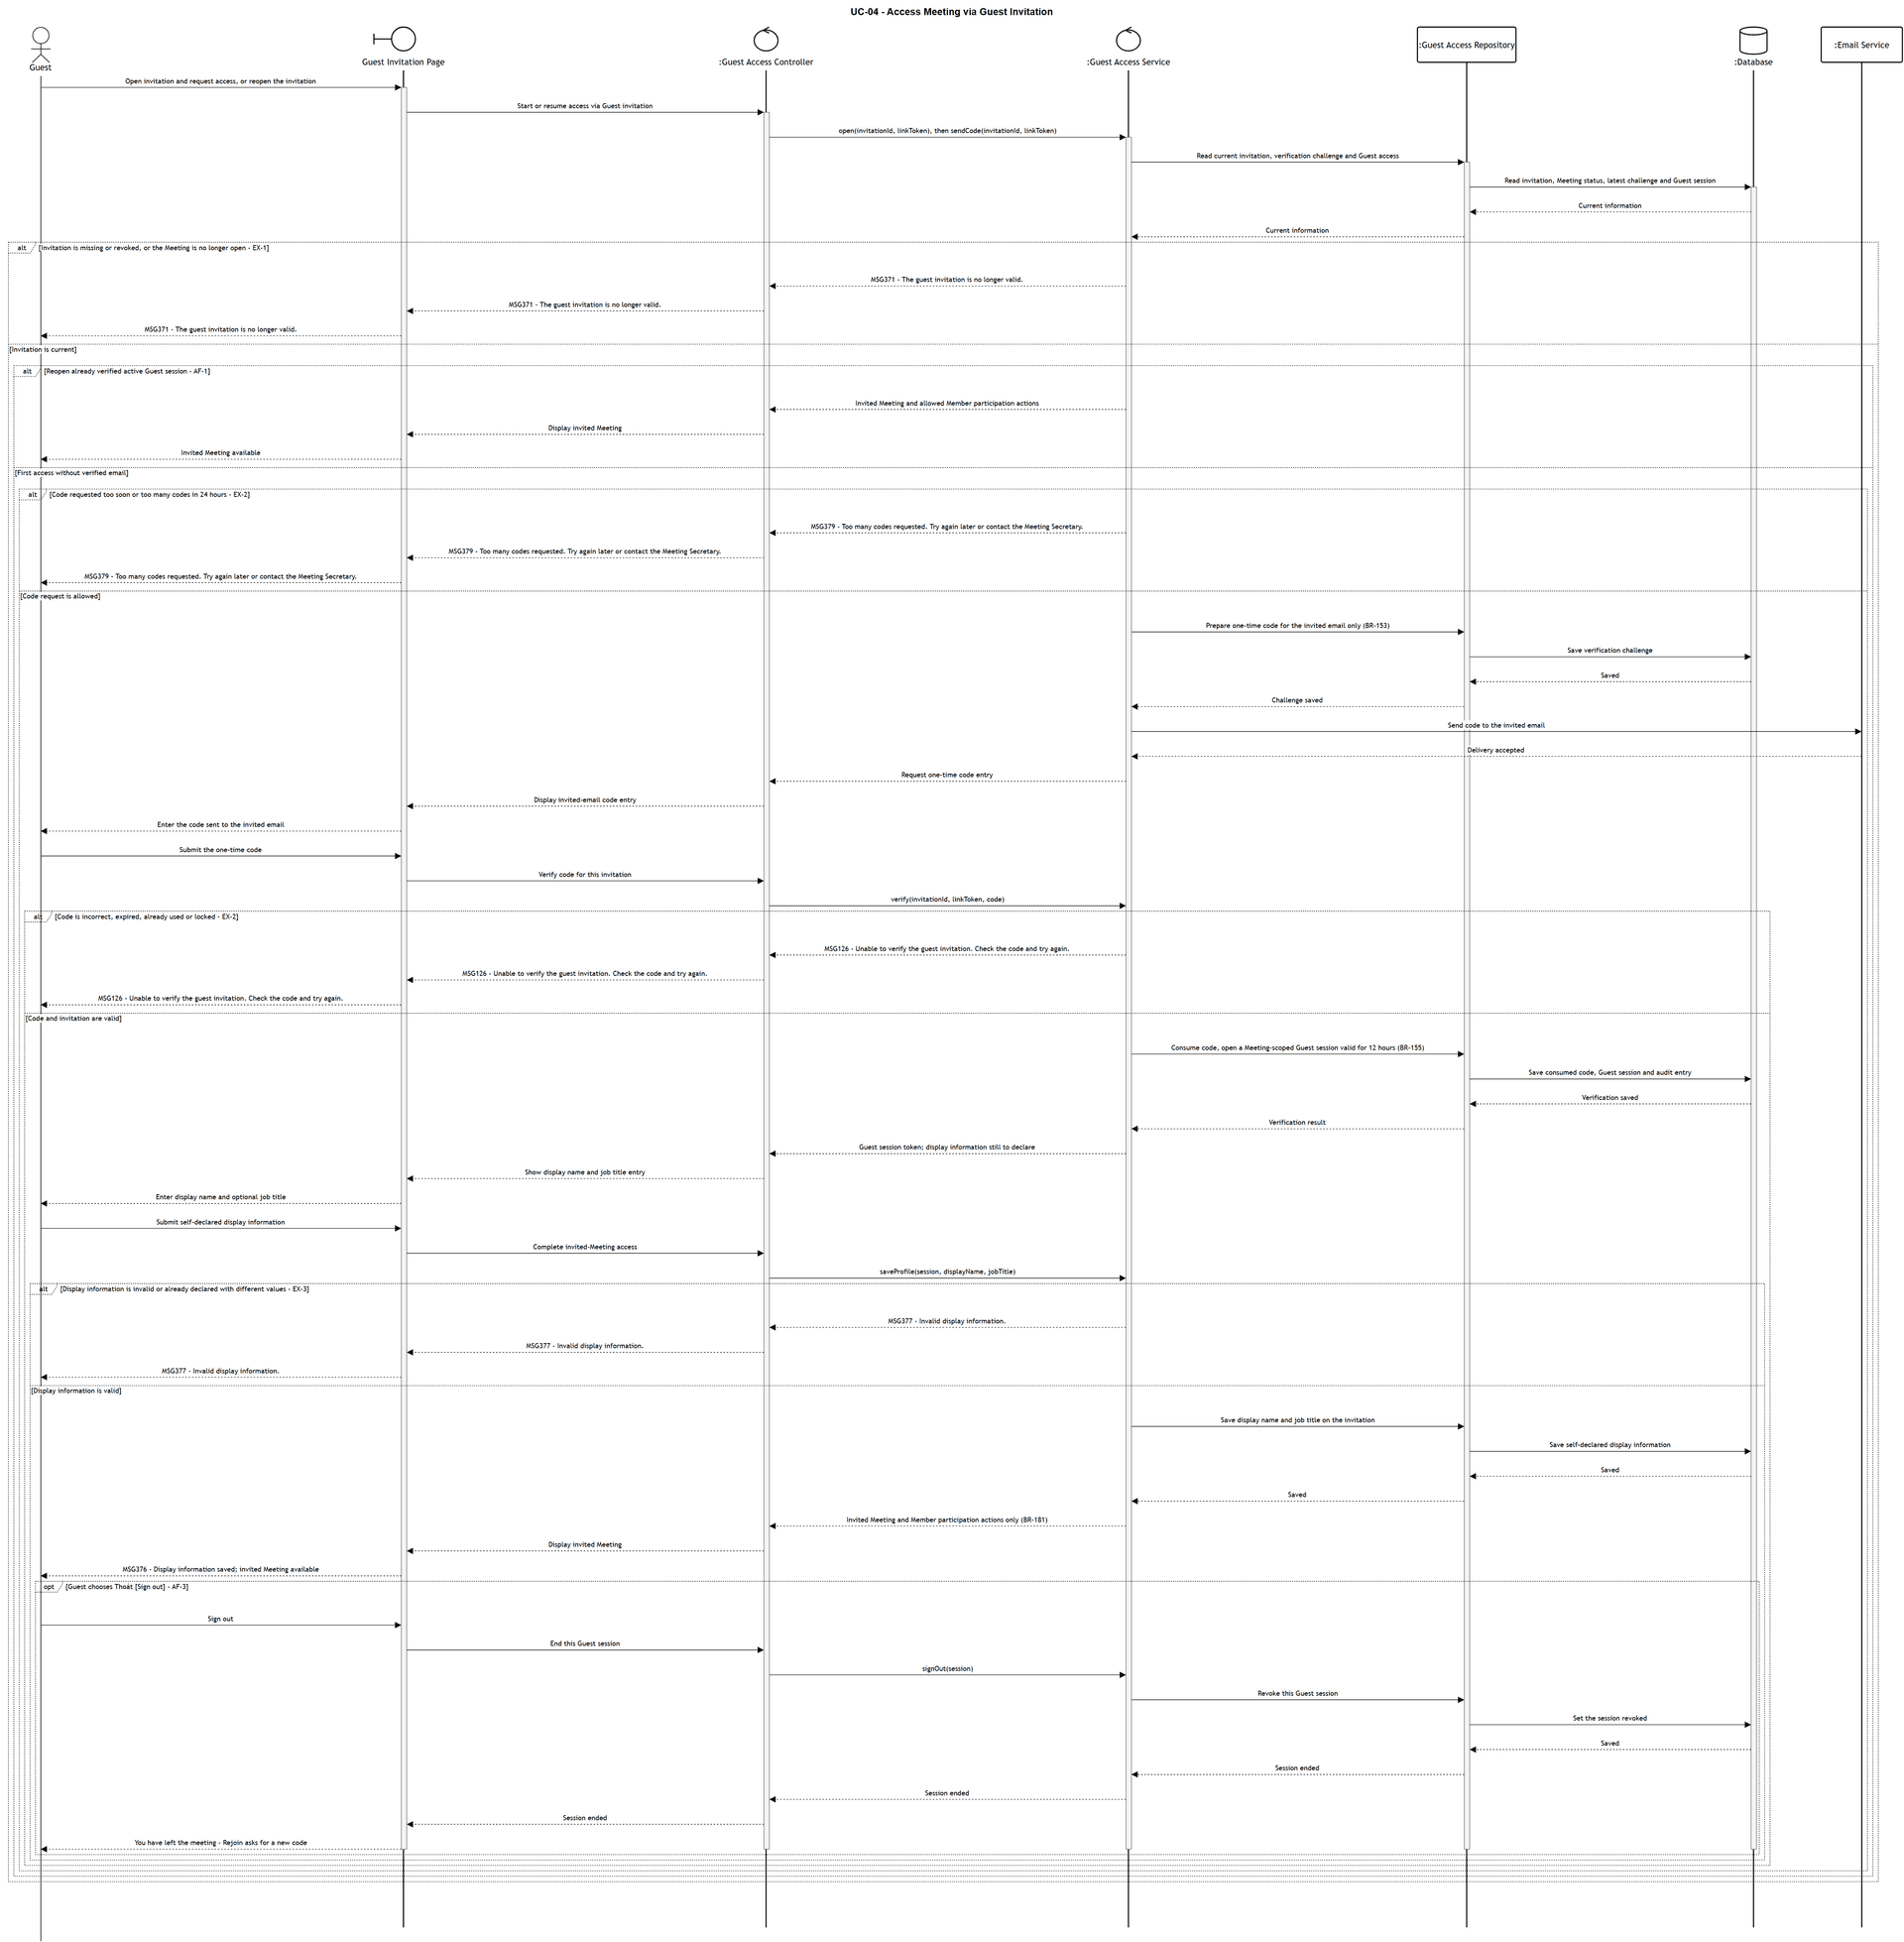 UC-04 - Access Meeting via Guest Invitation
Guest
Guest Invitation Page
:Guest Access Controller
:Guest Access Service
:Guest Access Repository
:Database
:Email Service
Open invitation and request access, or reopen the invitation
Start or resume access via Guest invitation
open(invitationId, linkToken), then sendCode(invitationId, linkToken)
Read current invitation, verification challenge and Guest access
Read invitation, Meeting status, latest challenge and Guest session
Current information
Current information
alt [Invitation is missing or revoked, or the Meeting is no longer open - EX-1]
MSG371 - The guest invitation is no longer valid.
MSG371 - The guest invitation is no longer valid.
MSG371 - The guest invitation is no longer valid.
[Invitation is current]
alt [Reopen already verified active Guest session - AF-1]
Invited Meeting and allowed Member participation actions
Display invited Meeting
Invited Meeting available
[First access without verified email]
alt [Code requested too soon or too many codes in 24 hours - EX-2]
MSG379 - Too many codes requested. Try again later or contact the Meeting Secretary.
MSG379 - Too many codes requested. Try again later or contact the Meeting Secretary.
MSG379 - Too many codes requested. Try again later or contact the Meeting Secretary.
[Code request is allowed]
Prepare one-time code for the invited email only (BR-153)
Save verification challenge
Saved
Challenge saved
Send code to the invited email
Delivery accepted
Request one-time code entry
Display invited-email code entry
Enter the code sent to the invited email
Submit the one-time code
Verify code for this invitation
verify(invitationId, linkToken, code)
alt [Code is incorrect, expired, already used or locked - EX-2]
MSG126 - Unable to verify the guest invitation. Check the code and try again.
MSG126 - Unable to verify the guest invitation. Check the code and try again.
MSG126 - Unable to verify the guest invitation. Check the code and try again.
[Code and invitation are valid]
Consume code, open a Meeting-scoped Guest session valid for 12 hours (BR-155)
Save consumed code, Guest session and audit entry
Verification saved
Verification result
Guest session token; display information still to declare
Show display name and job title entry
Enter display name and optional job title
Submit self-declared display information
Complete invited-Meeting access
saveProfile(session, displayName, jobTitle)
alt [Display information is invalid or already declared with different values - EX-3]
MSG377 - Invalid display information.
MSG377 - Invalid display information.
MSG377 - Invalid display information.
[Display information is valid]
Save display name and job title on the invitation
Save self-declared display information
Saved
Saved
Invited Meeting and Member participation actions only (BR-181)
Display invited Meeting
MSG376 - Display information saved; invited Meeting available
opt [Guest chooses Thoát [Sign out] - AF-3]
Sign out
End this Guest session
signOut(session)
Revoke this Guest session
Set the session revoked
Saved
Session ended
Session ended
Session ended
You have left the meeting - Rejoin asks for a new code